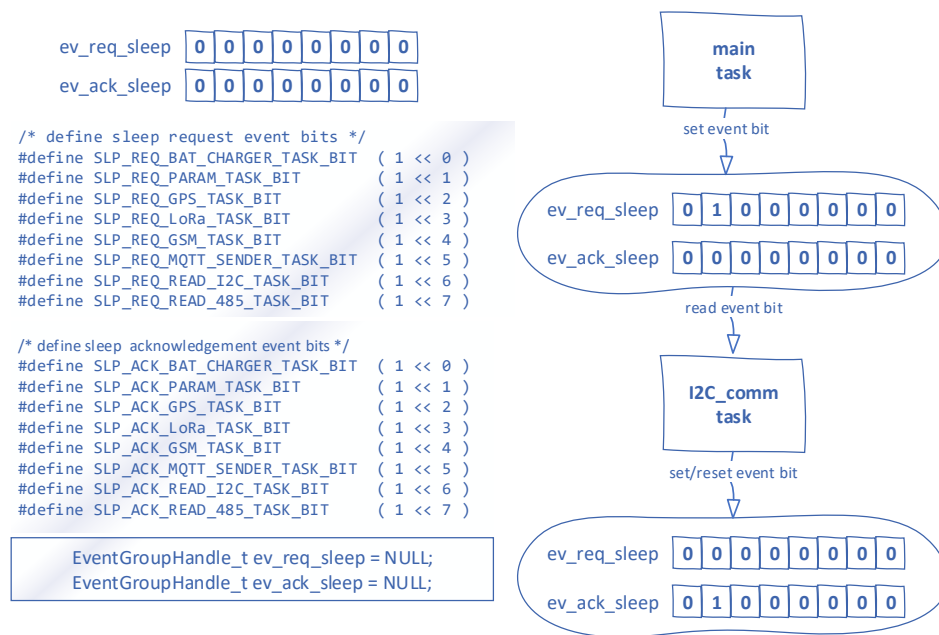 ev_req_sleep 0 0 0 0 0 0 0 0
ev_ack_sleep 0 0 0 0 0 0 0 0
/* define sleep request event bits */
#define SLP_REQ_BAT_CHARGER_TASK_BIT ( 1 << 0 )
#define SLP_REQ_PARAM_TASK_BIT ( 1 << 1 )
#define SLP_REQ_GPS_TASK_BIT ( 1 << 2 )
#define SLP_REQ_LoRa_TASK_BIT ( 1 << 3 )
#define SLP_REQ_GSM_TASK_BIT ( 1 << 4 )
#define SLP_REQ_MQTT_SENDER_TASK_BIT ( 1 << 5 )
#define SLP_REQ_READ_I2C_TASK_BIT ( 1 << 6 )
#define SLP_REQ_READ_485_TASK_BIT ( 1 << 7 )
/* define sleep acknowledgement event bits */
#define SLP_ACK_BAT_CHARGER_TASK_BIT ( 1 << 0 )
#define SLP_ACK_PARAM_TASK_BIT ( 1 << 1 )
#define SLP_ACK_GPS_TASK_BIT ( 1 << 2 )
#define SLP_ACK_LoRa_TASK_BIT ( 1 << 3 )
#define SLP_ACK_GSM_TASK_BIT ( 1 << 4 )
#define SLP_ACK_MQTT_SENDER_TASK_BIT ( 1 << 5 )
#define SLP_ACK_READ_I2C_TASK_BIT ( 1 << 6 )
#define SLP_ACK_READ_485_TASK_BIT ( 1 << 7 )
EventGroupHandle_t ev_req_sleep = NULL;
EventGroupHandle_t ev_ack_sleep = NULL;
main
task
set event bit
ev_req_sleep 0 1 0 0 0 0 0 0
ev_ack_sleep 0 0 0 0 0 0 0 0
read event bit
I2C_comm
task
set/reset event bit
ev_req_sleep 0 0 0 0 0 0 0 0
ev_ack_sleep 0 1 0 0 0 0 0 0